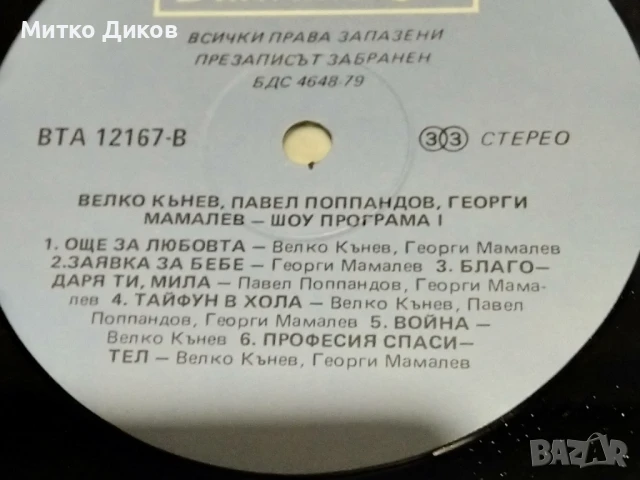 Митко Диков
ВСИЧКИ ПРАВА ЗАПАЗЕНИ
ПРЕЗАПИСЪТ ЗАБРАНЕН
БДС 4648-79
ВТА 12167-В
33 СТЕРЕО
ВЕЛКО КЪНЕВ, ПАВЕЛ ПОППАНДОВ, ГЕОРГИ
МАМАЛЕВ — ШОУ ПРОГРАМА I
1. ОЩЕ ЗА ЛЮБОВТА — Велко Кънев, Георги Мамалев
2.ЗАЯВКА ЗА БЕБЕ — Георги Мамалев 3. БЛАГО—
ДАРЯ ТИ, МИЛА — Павел Поппандов, Георги Мама-
лев 4. ТАЙФУН В ХОЛА — Велко Кънев, Павел
Поппандов, Георги Мамалев 5. ВОЙНА —
Велко Кънев 6. ПРОФЕСИЯ СПАСИ—
ТЕЛ — Велко Кънев, Георги Мамалев
BAZAR